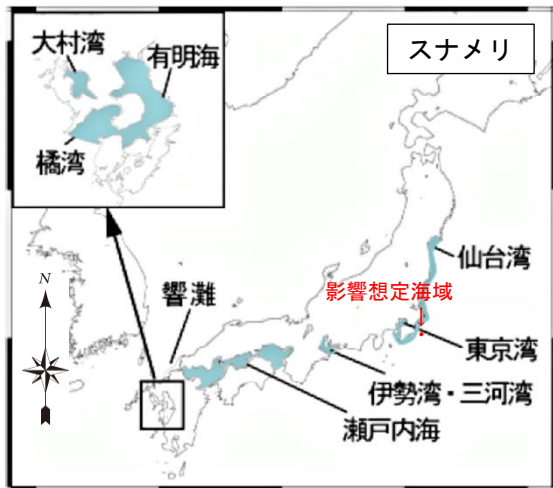 スナメリ
大村湾
有明海
橘湾
仙台湾
影響想定海域
↓
東京湾
響灘
伊勢湾・三河湾
瀬戸内海
N